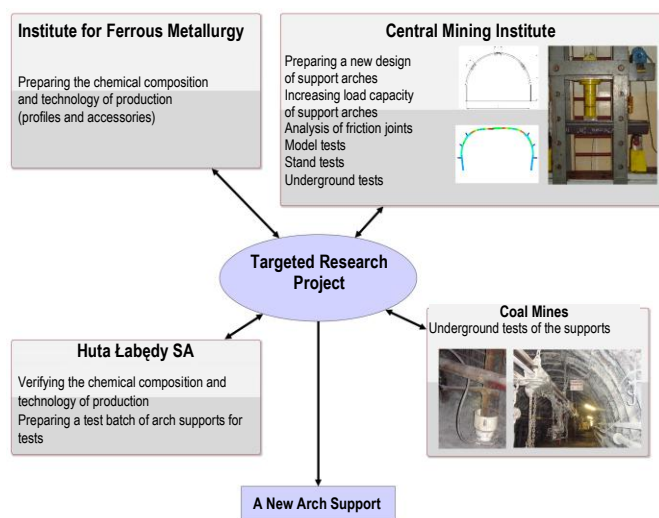 Institute for Ferrous Metallurgy
Preparing the chemical composition
and technology of production
(profiles and accessories)
Central Mining Institute
Preparing a new design
of support arches
Increasing load capacity
of support arches
Analysis of friction joints
Model tests
Stand tests
Underground tests
Targeted Research
Project
Huta Łabędy SA
Verifying the chemical composition and
technology of production
Preparing a test batch of arch supports for
tests
Coal Mines
Underground tests of the supports
A New Arch Support